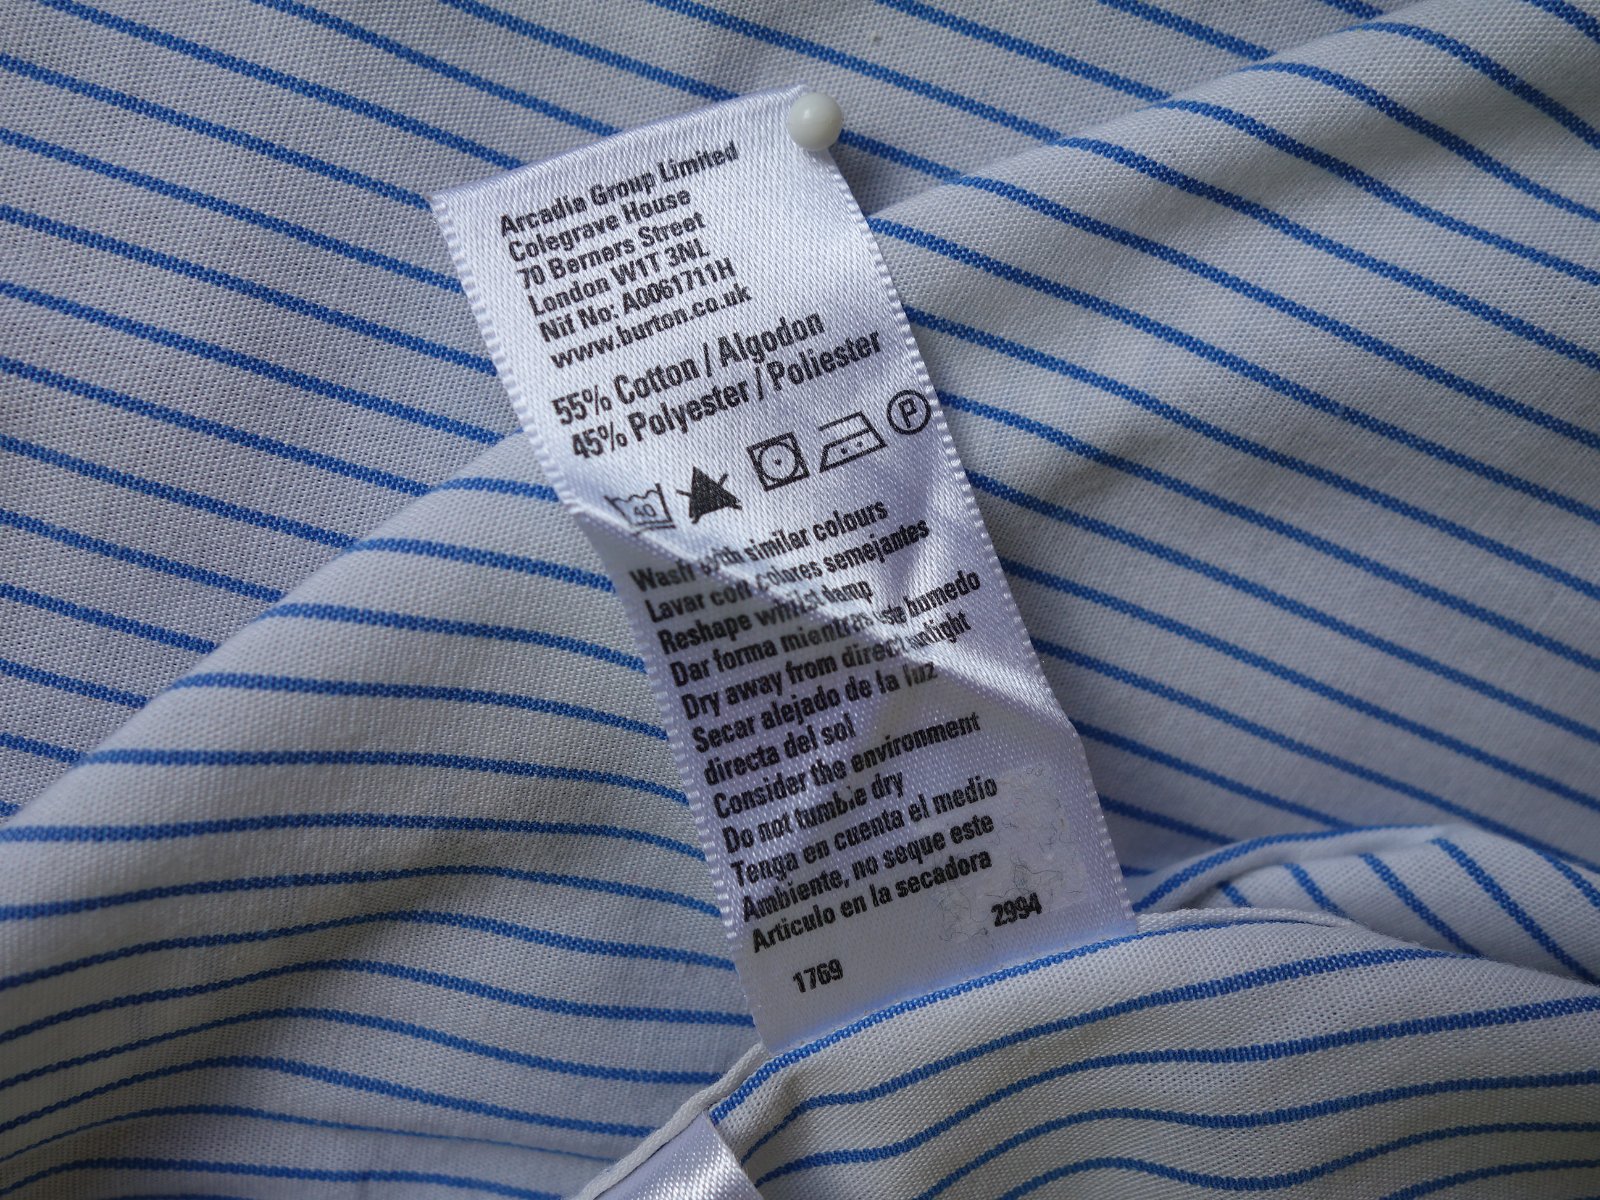 Arcadia Group Limited
Colegrave House
70 Berners Street
London W1T 3NL
Nif No: A0061711H
www.burton.co.uk
55% Cotton / Algodon
45% Polyester / Poliester
40 P
Wash with similar colours
Lavar con colores semejantes
Reshape whilst damp
Dar forma mientras este humedo
Dry away from direct sunlight
Secar alejado de la luz
directa del sol
Consider the environment
Do not tumble dry
Tenga en cuenta el medio
Ambiente, no seque este
Articulo en la secadora
2994
1769